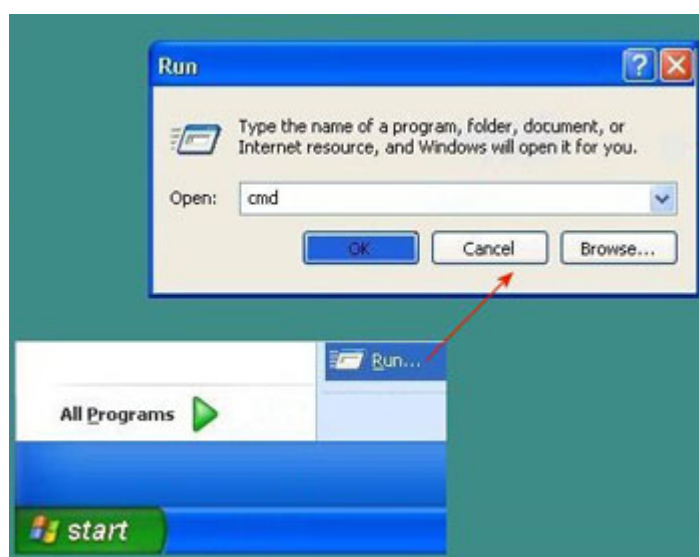 Run
Type the name of a program, folder, document, or
Internet resource, and Windows will open it for you.
Open: cmd
OK Cancel Browse...
Run...
All Programs
start